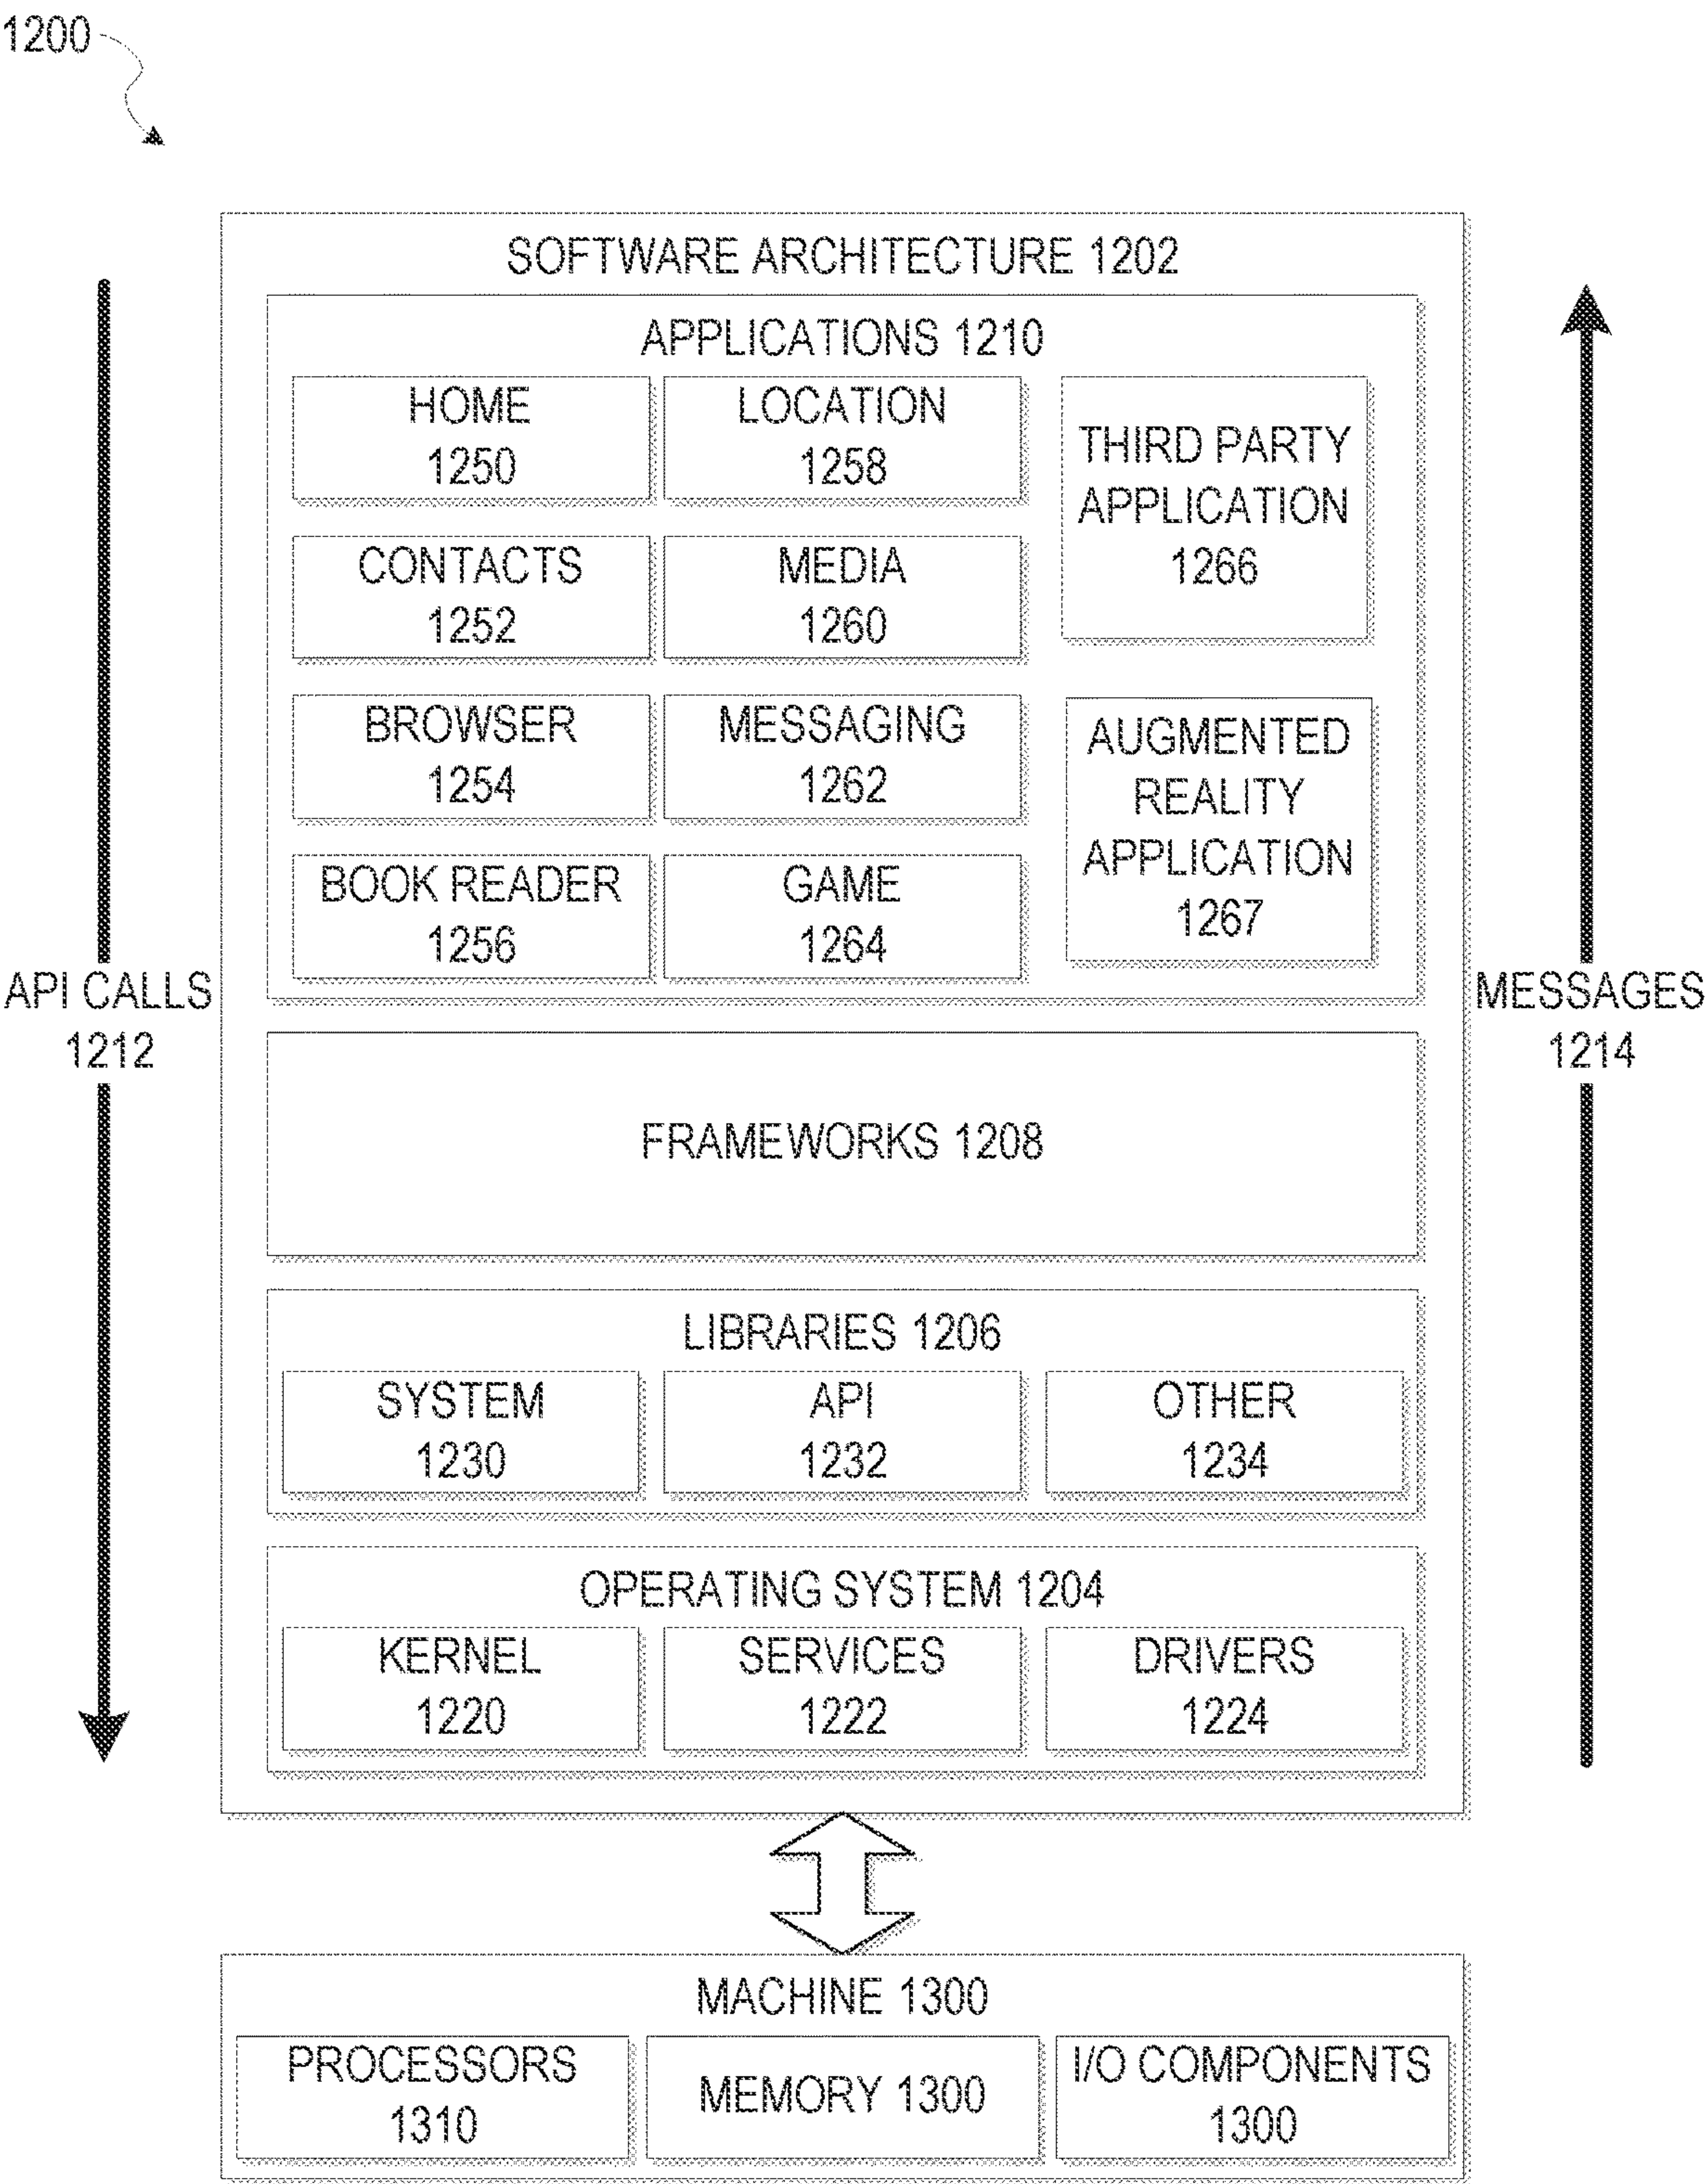 1200
SOFTWARE ARCHITECTURE 1202
APPLICATIONS 1210
HOME
1250
LOCATION
1258
THIRD PARTY
APPLICATION
1266
CONTACTS
1252
MEDIA
1260
BROWSER
1254
MESSAGING
1262
AUGMENTED
REALITY
APPLICATION
1267
BOOK READER
1256
GAME
1264
API CALLS
1212
MESSAGES
1214
FRAMEWORKS 1208
LIBRARIES 1206
SYSTEM
1230
API
1232
OTHER
1234
OPERATING SYSTEM 1204
KERNEL
1220
SERVICES
1222
DRIVERS
1224
MACHINE 1300
PROCESSORS
1310
MEMORY 1300
I/O COMPONENTS
1300